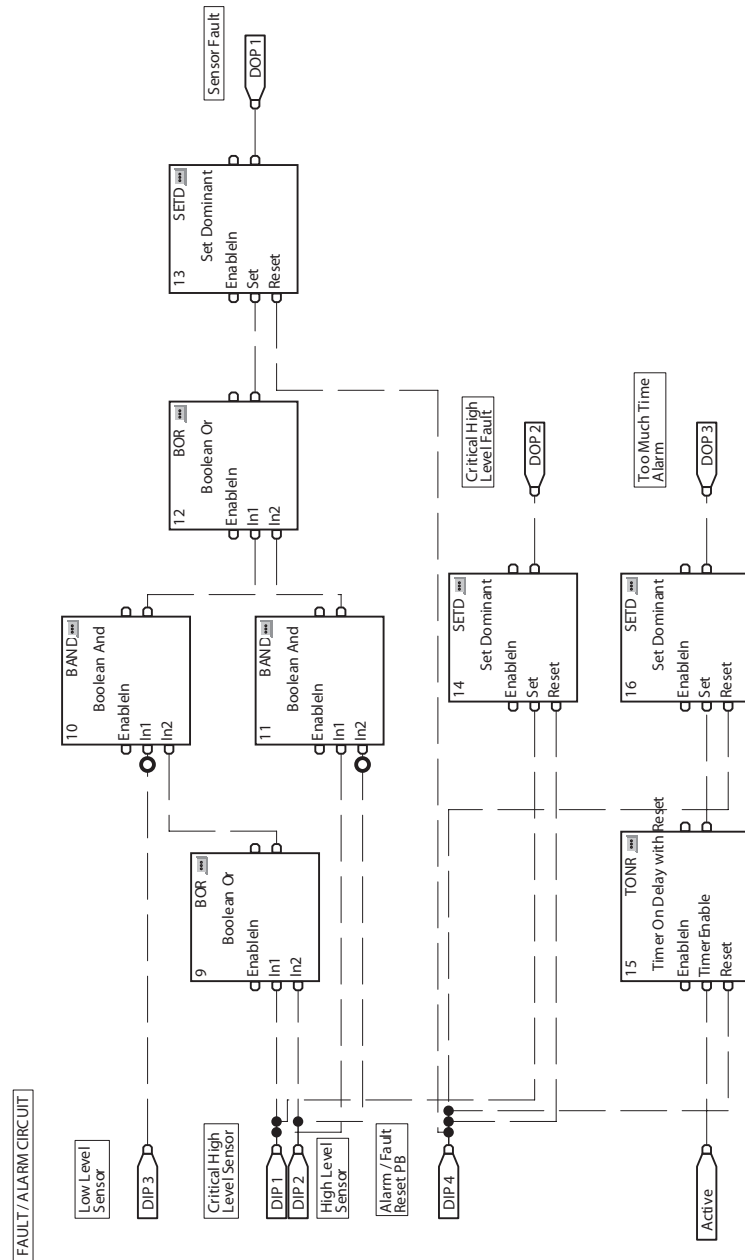 FAULT / ALARM CIRCUIT
Low Level
Sensor
DIP 3
Critical High
Level Sensor
DIP 1
DIP 2
High Level
Sensor
Alarm / Fault
Reset PB
DIP 4
Active
9
BOR
Boolean Or
EnableIn
In1
In2
10
BAND
Boolean And
EnableIn
In1
In2
11
BAND
Boolean And
EnableIn
In1
In2
12
BOR
Boolean Or
EnableIn
In1
In2
13
SETD
Set Dominant
EnableIn
Set
Reset
Sensor Fault
DOP 1
14
SETD
Set Dominant
EnableIn
Set
Reset
Critical High
Level Fault
DOP 2
15
TONR
Timer On Delay with Reset
EnableIn
TimerEnable
Reset
16
SETD
Set Dominant
EnableIn
Set
Reset
Too Much Time
Alarm
DOP 3